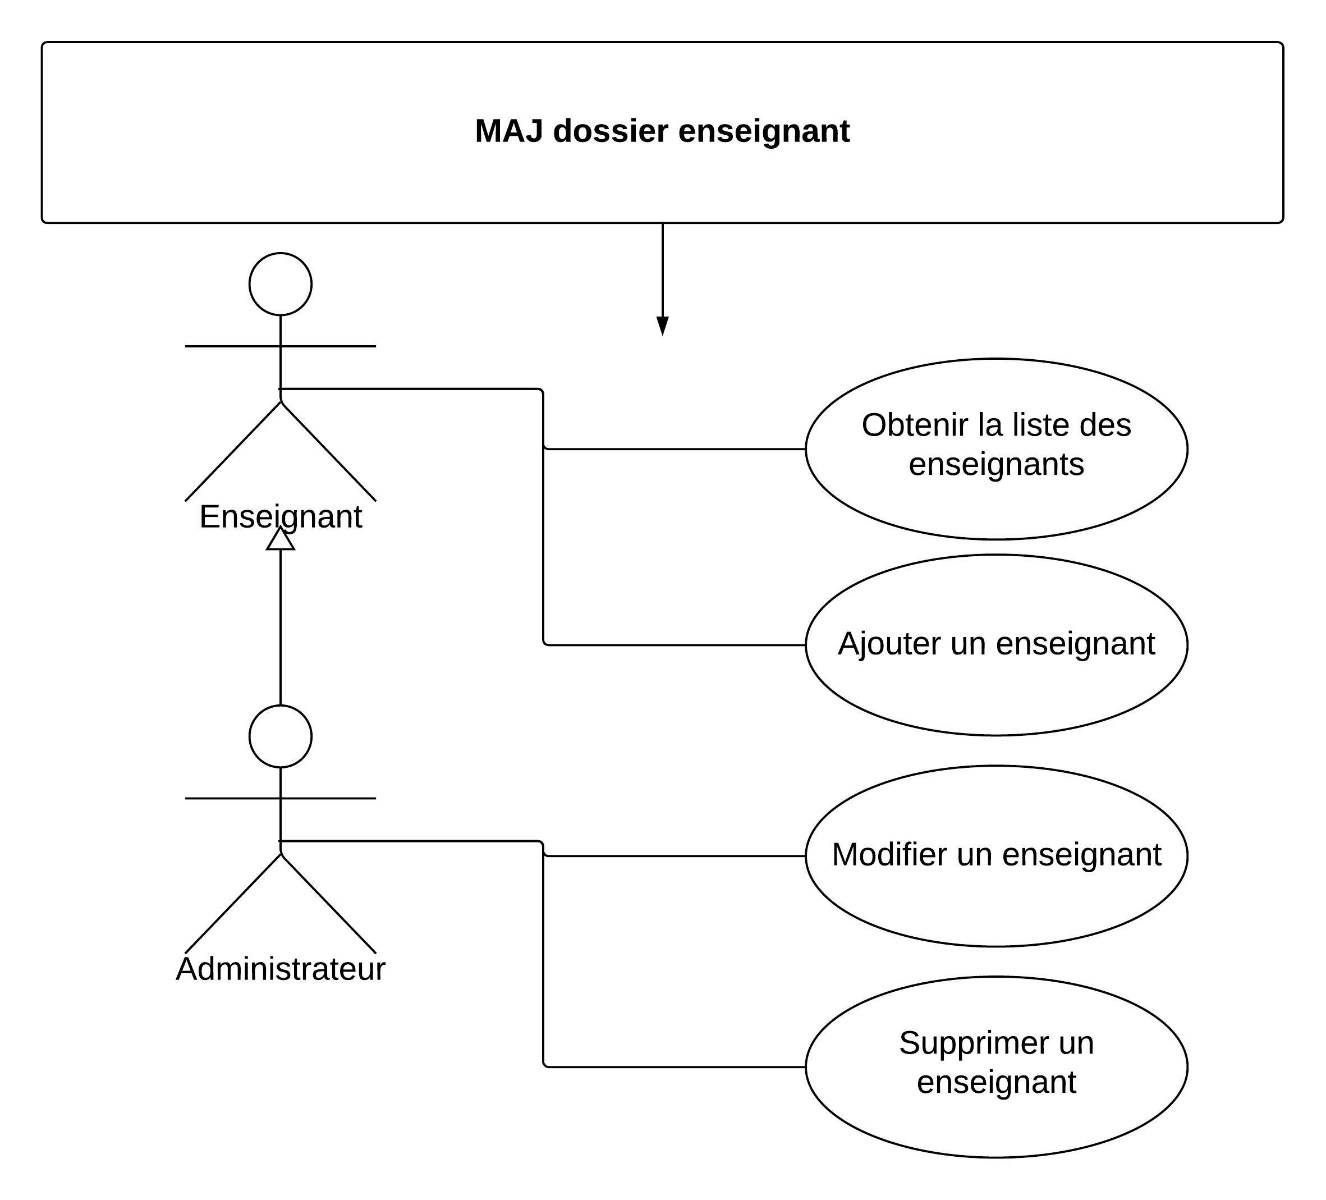 MAJ dossier enseignant
Obtenir la liste des
enseignants
Enseignant
Ajouter un enseignant
Modifier un enseignant
Administrateur
Supprimer un
enseignant